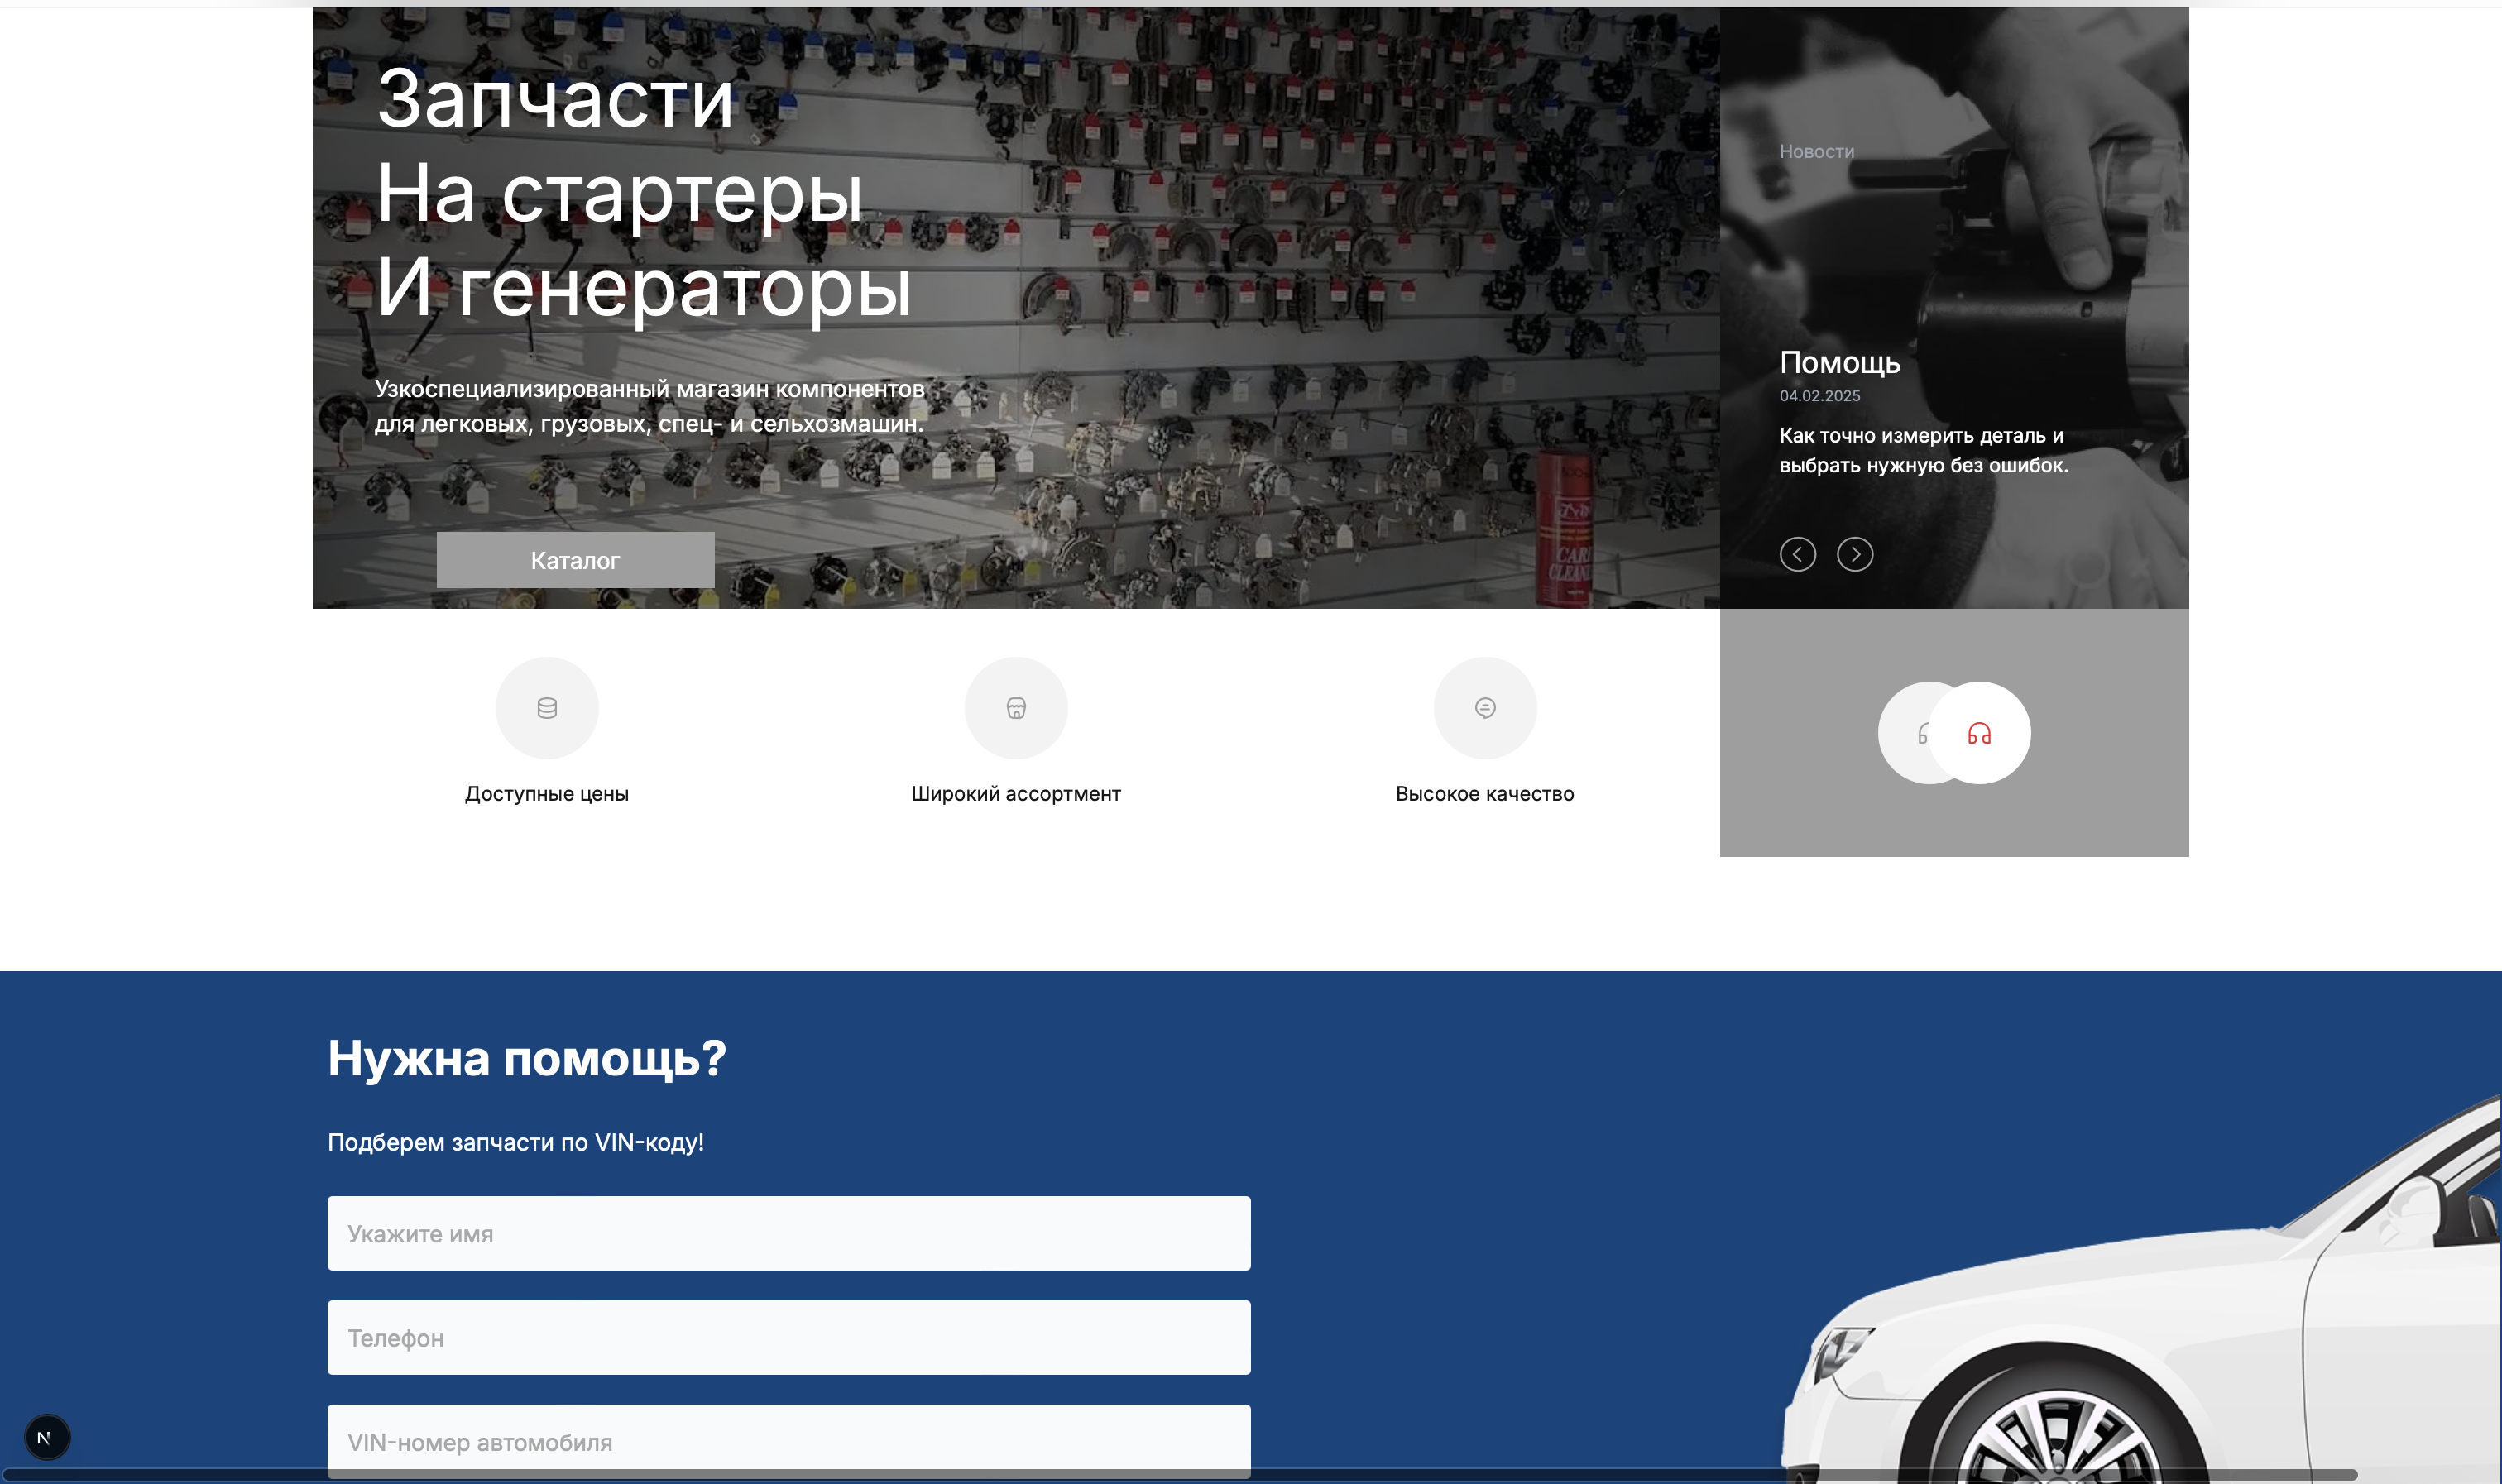 Запчасти
На стартеры
И генераторы
Узкоспециализированный магазин компонентов
для легковых, грузовых, спец- и сельхозмашин.
Каталог
Новости
Помощь
04.02.2025
Как точно измерить деталь и
выбрать нужную без ошибок.
CARB
CLEANER
Доступные цены
Широкий ассортмент
Высокое качество
Нужна помощь?
Подберем запчасти по VIN-коду!
Укажите имя
Телефон
VIN-номер автомобиля
N